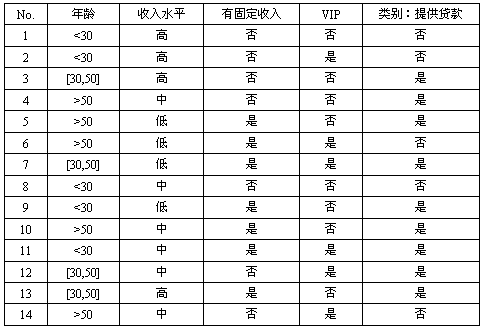 No. 年龄 收入水平 有固定收入 VIP 类别：提供贷款
1 <30 高 否 否 否
2 <30 高 否 是 否
3 [30,50] 高 否 否 是
4 >50 中 否 否 是
5 >50 低 是 否 是
6 >50 低 是 是 否
7 [30,50] 低 是 是 是
8 <30 中 否 否 否
9 <30 低 是 否 是
10 >50 中 是 否 是
11 <30 中 是 是 是
12 [30,50] 中 否 是 是
13 [30,50] 高 是 否 是
14 >50 中 否 是 否